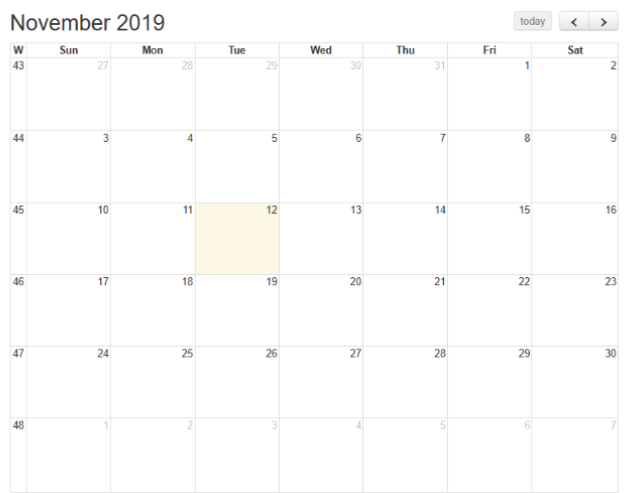 November 2019
today < >
W Sun Mon Tue Wed Thu Fri Sat
43 27 28 29 30 31 1 2
44 3 4 5 6 7 8 9
45 10 11 12 13 14 15 16
46 17 18 19 20 21 22 23
47 24 25 26 27 28 29 30
48 1 2 3 4 5 6 7